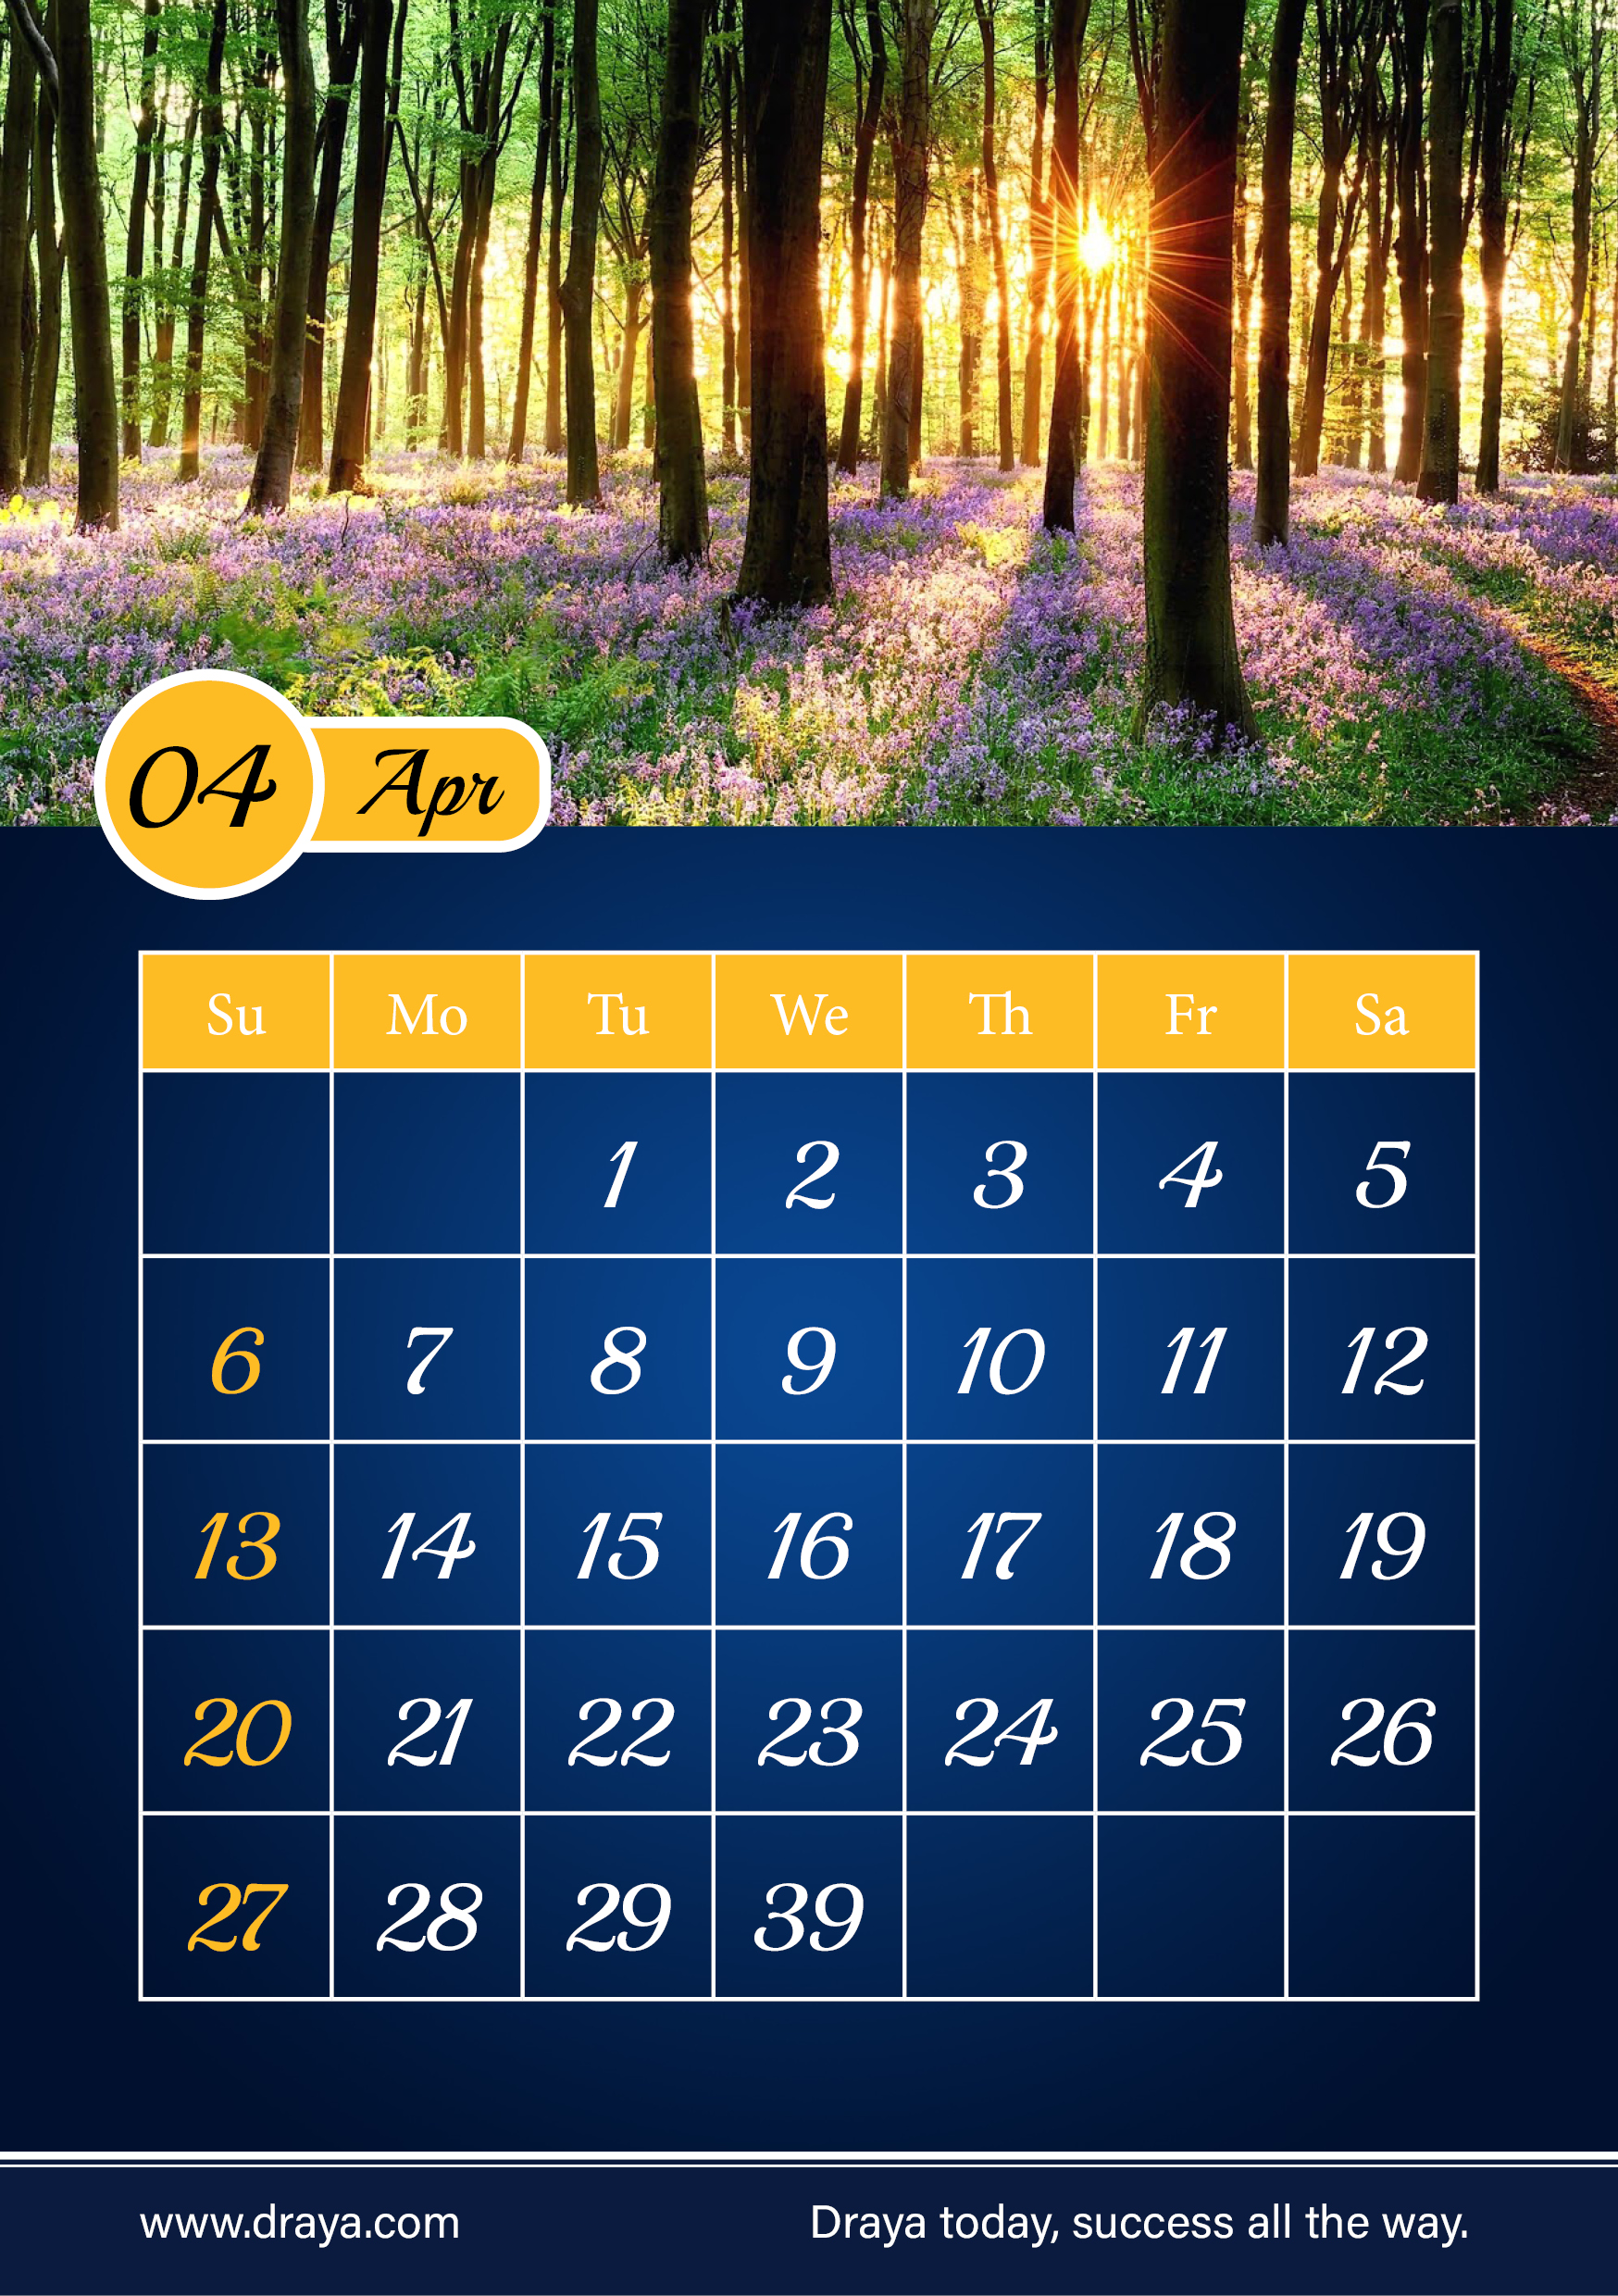 04 Apr
Su Mo Tu We Th Fr Sa
1 2 3 4 5
6 7 8 9 10 11 12
13 14 15 16 17 18 19
20 21 22 23 24 25 26
27 28 29 39
www.draya.com Draya today, success all the way.